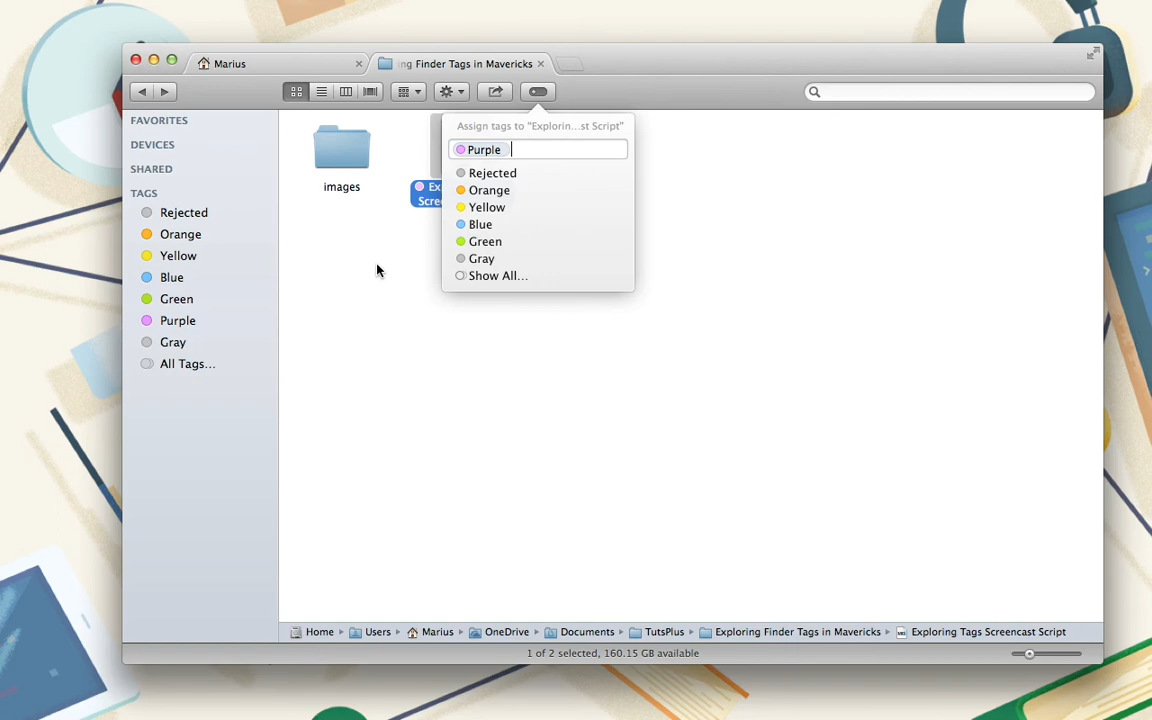 Marius
ng Finder Tags in Mavericks
FAVORITES
DEVICES
SHARED
TAGS
Rejected
Orange
Yellow
Blue
Green
Purple
Gray
All Tags...
images
Ex
Scree
Assign tags to "Explorin...st Script"
Purple
Rejected
Orange
Yellow
Blue
Green
Gray
Show All...
Home Users Marius OneDrive Documents TutsPlus Exploring Finder Tags in Mavericks Exploring Tags Screencast Script
1 of 2 selected, 160.15 GB available